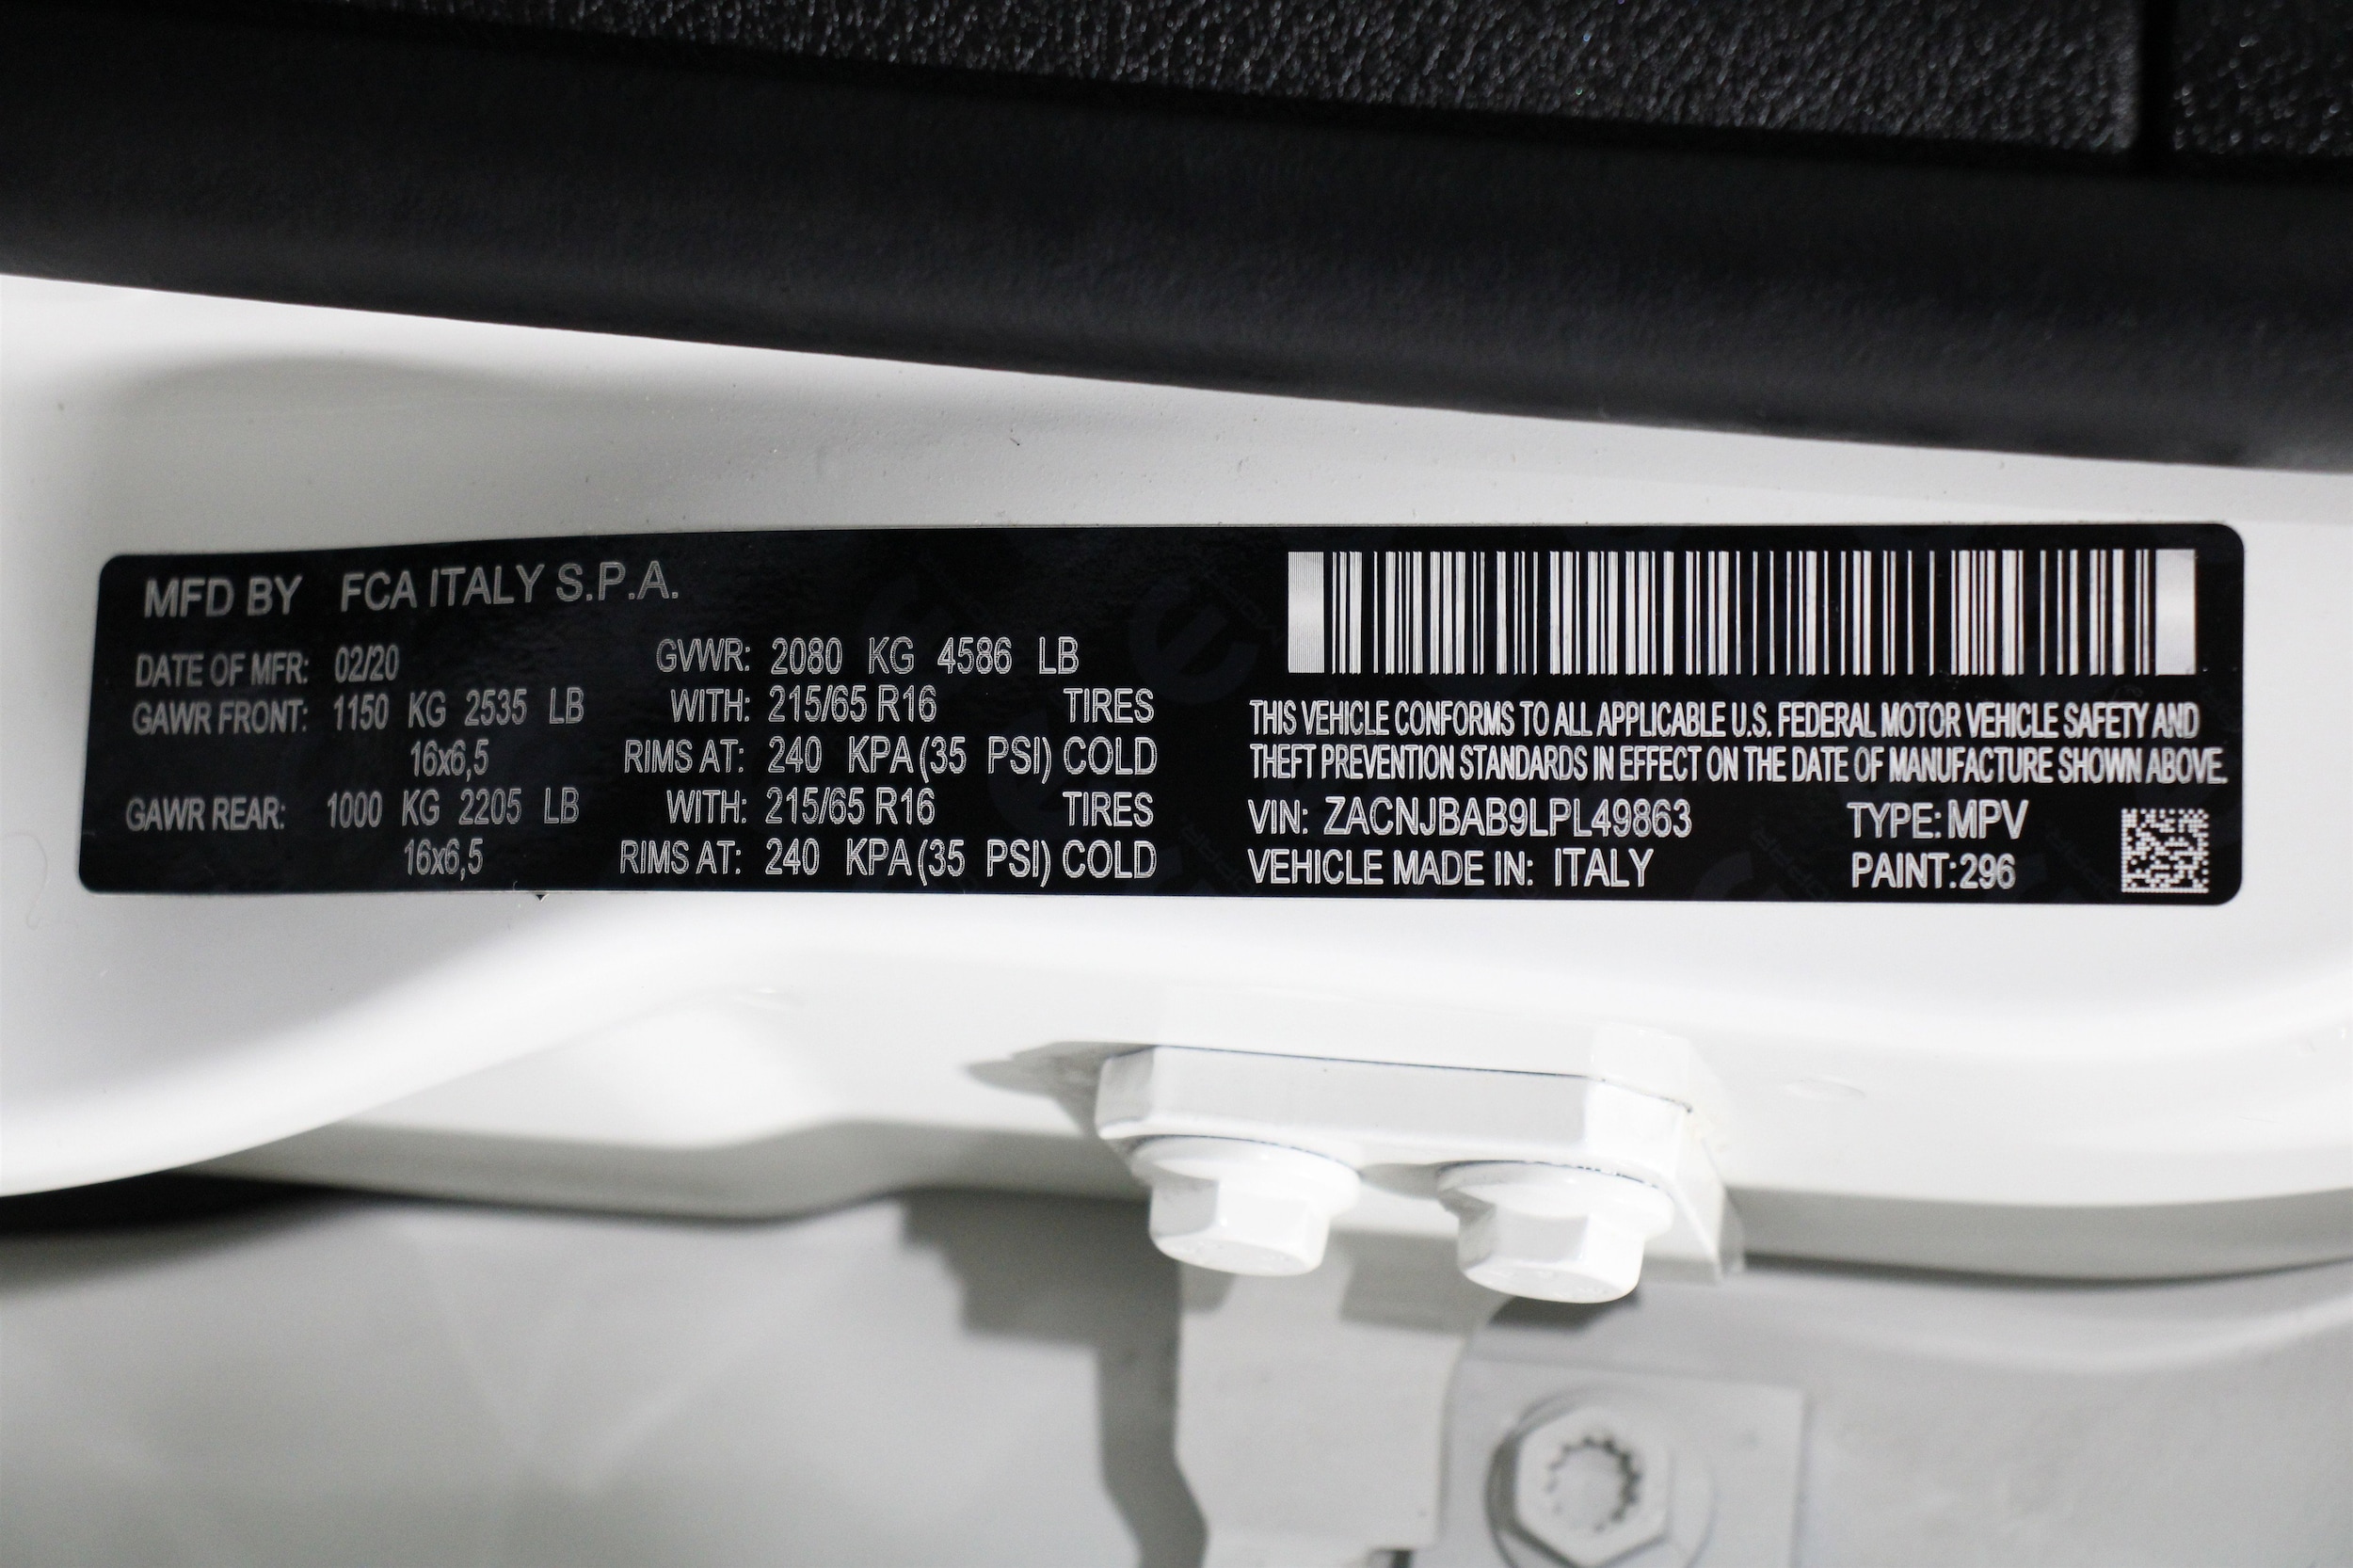 MFD BY FCA ITALY S.P.A.
DATE OF MFR: 02/20 GVWR: 2080 KG 4586 LB
GAWR FRONT: 1150 KG 2535 LB WITH: 215/65 R16 TIRES
16x6,5 RIMS AT: 240 KPA (35 PSI) COLD
GAWR REAR: 1000 KG 2205 LB WITH: 215/65 R16 TIRES
16x6,5 RIMS AT: 240 KPA (35 PSI) COLD
THIS VEHICLE CONFORMS TO ALL APPLICABLE U.S. FEDERAL MOTOR VEHICLE SAFETY AND
THEFT PREVENTION STANDARDS IN EFFECT ON THE DATE OF MANUFACTURE SHOWN ABOVE.
VIN: ZACNJBAB9LPL49863 TYPE: MPV
VEHICLE MADE IN: ITALY PAINT: 296